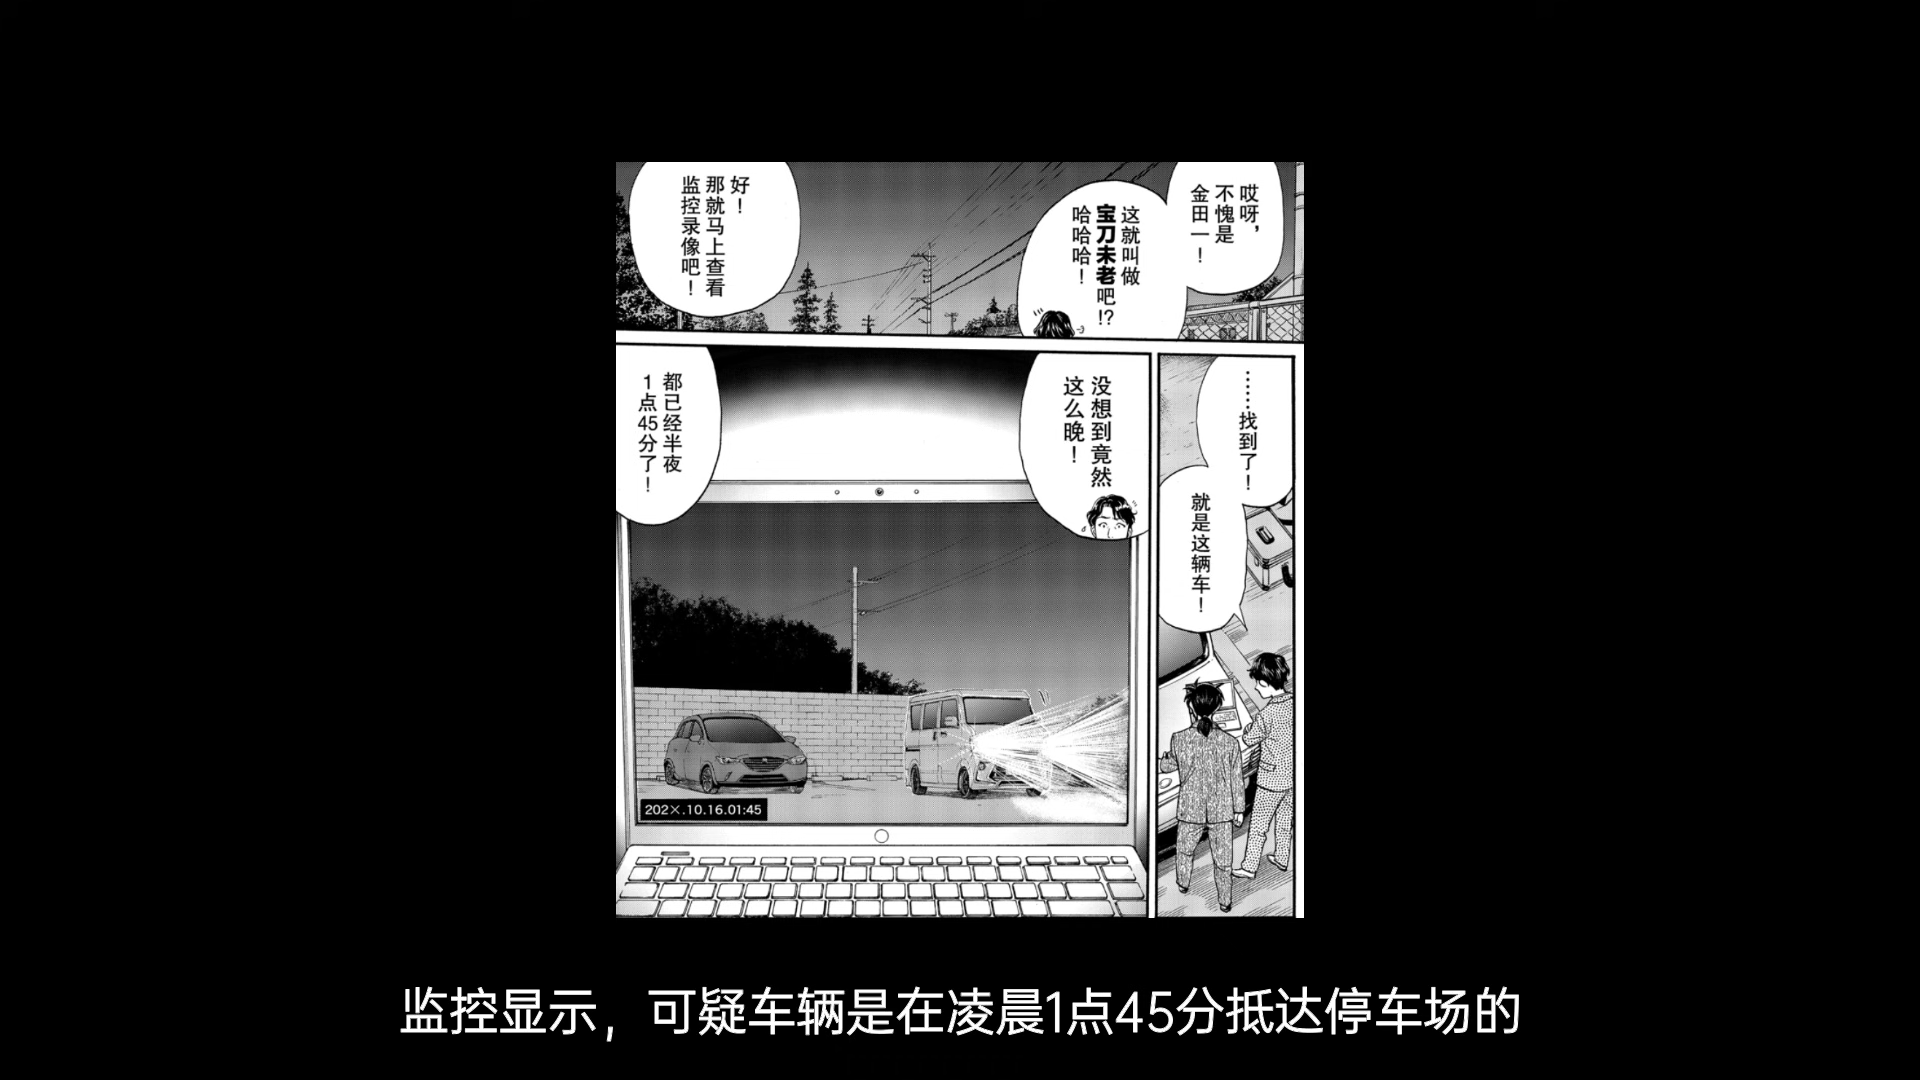 哎呀，
不愧是
金田一！
这就叫做
宝刀未老吧!?
哈哈哈！
好！
那就马上查看
监控录像吧！
……找到了！
就是这辆车！
没想到竟然
这么晚！
都已经半夜
1点45分了！
202×.10.16.01:45
监控显示，可疑车辆是在凌晨1点45分抵达停车场的